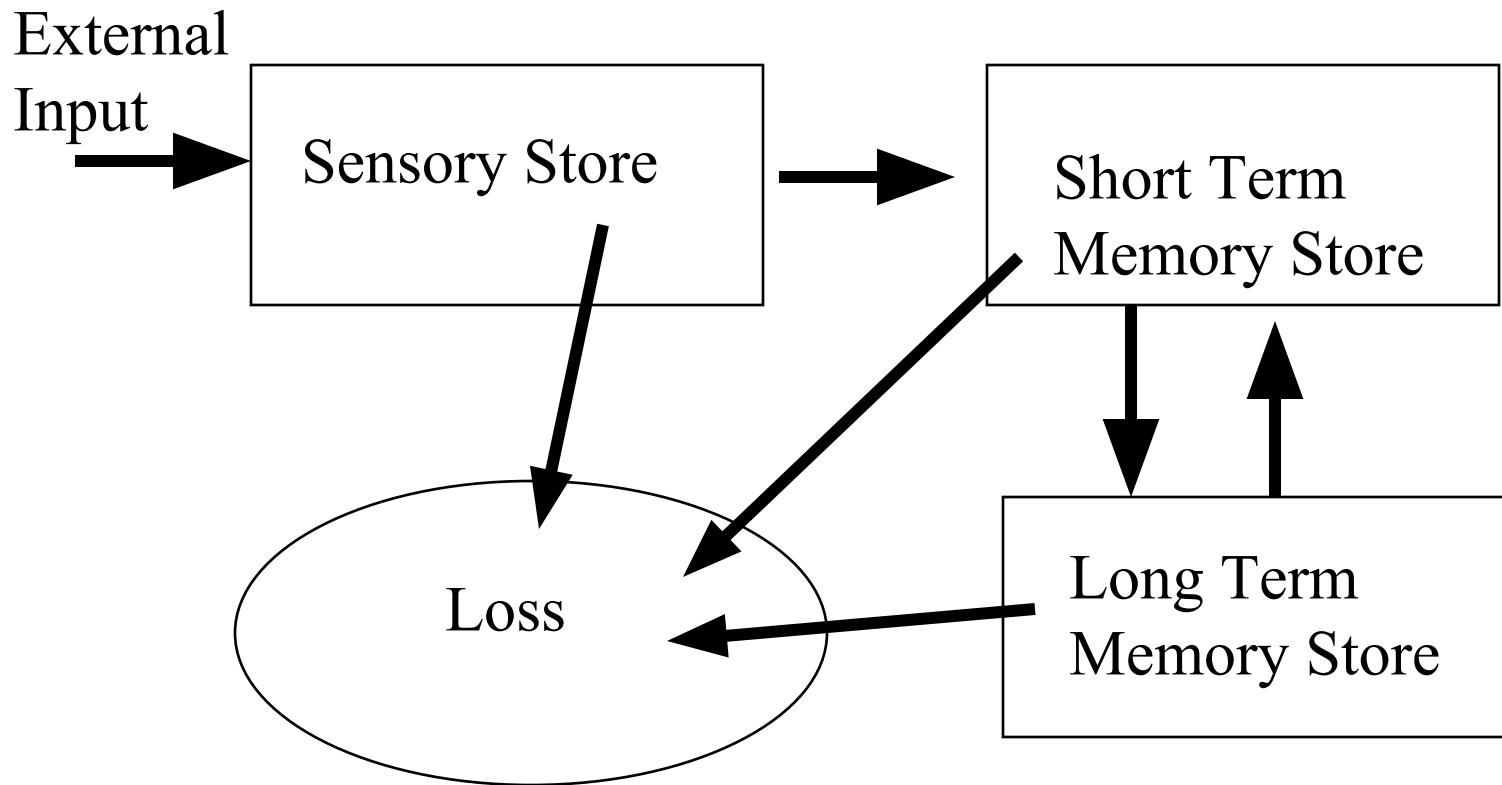 External
Input
Sensory Store
Short Term
Memory Store
Loss
Long Term
Memory Store